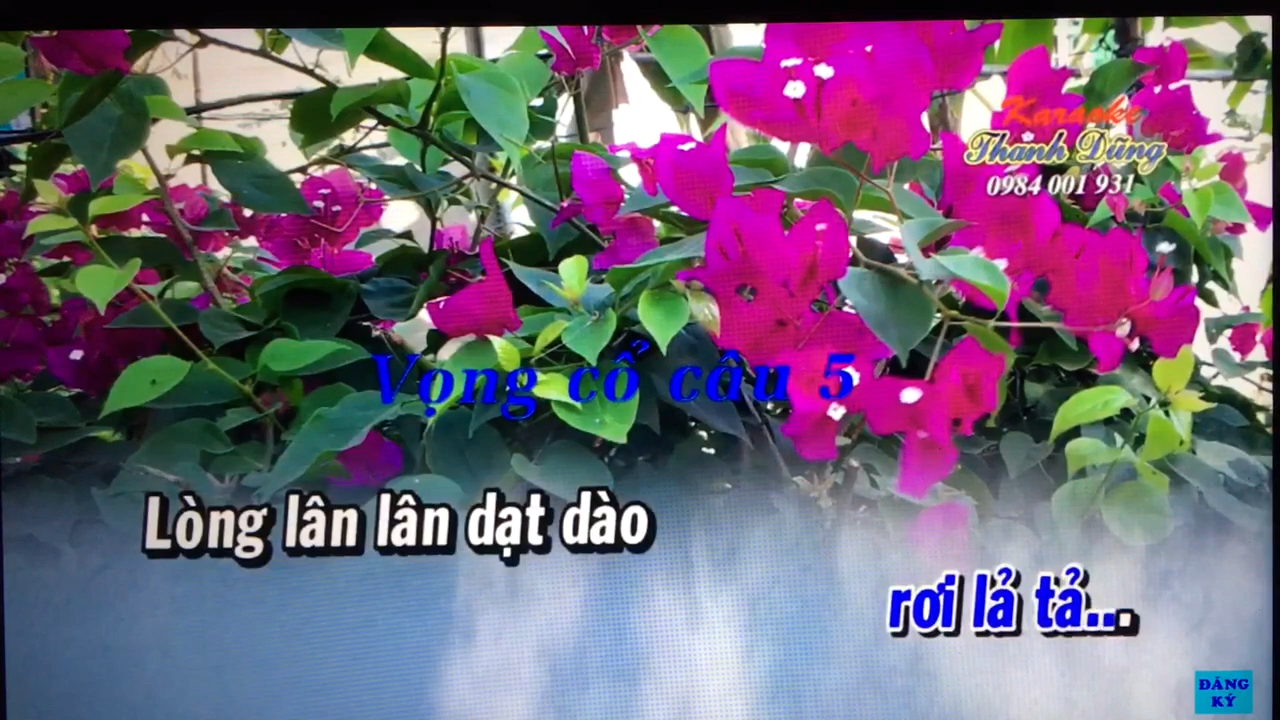 Karaoke
Thanh Dũng
0984 001 931
Vọng cổ câu 5
Lòng lân lân dạt dào
rơi lả tả...
ĐĂNG
KÝ